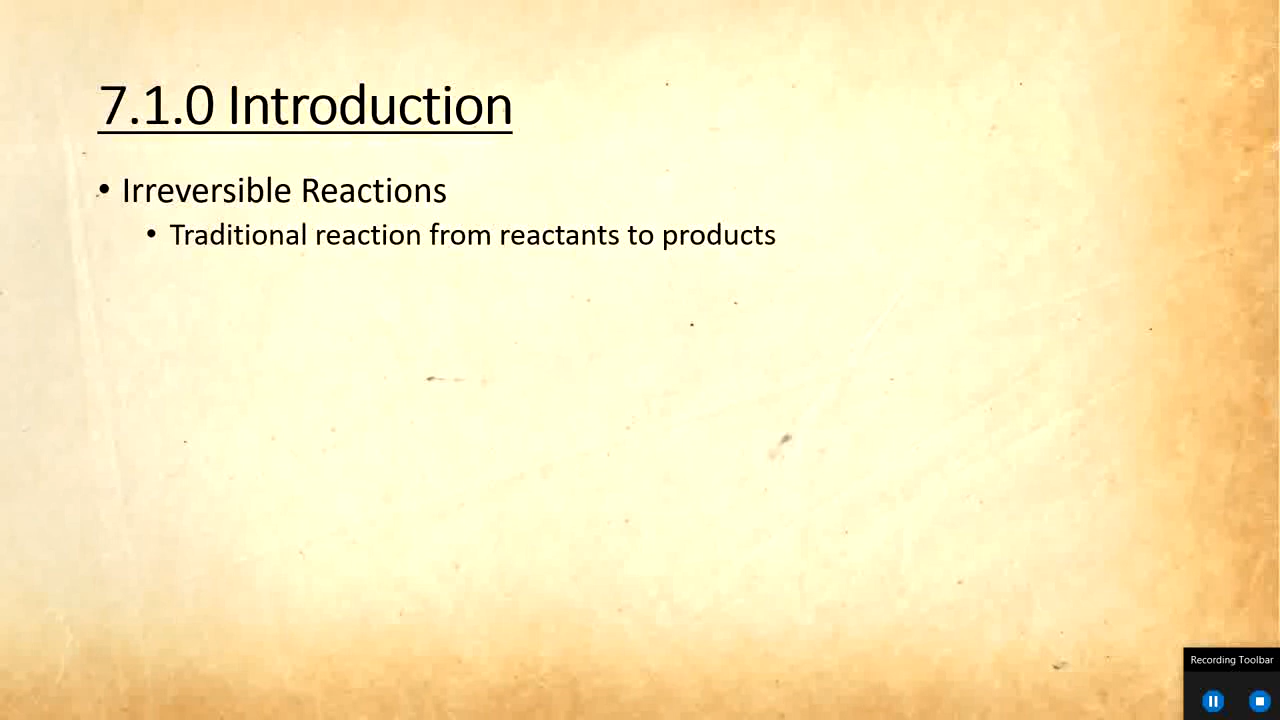 7.1.0 Introduction
• Irreversible Reactions
• Traditional reaction from reactants to products
Recording Toolbar